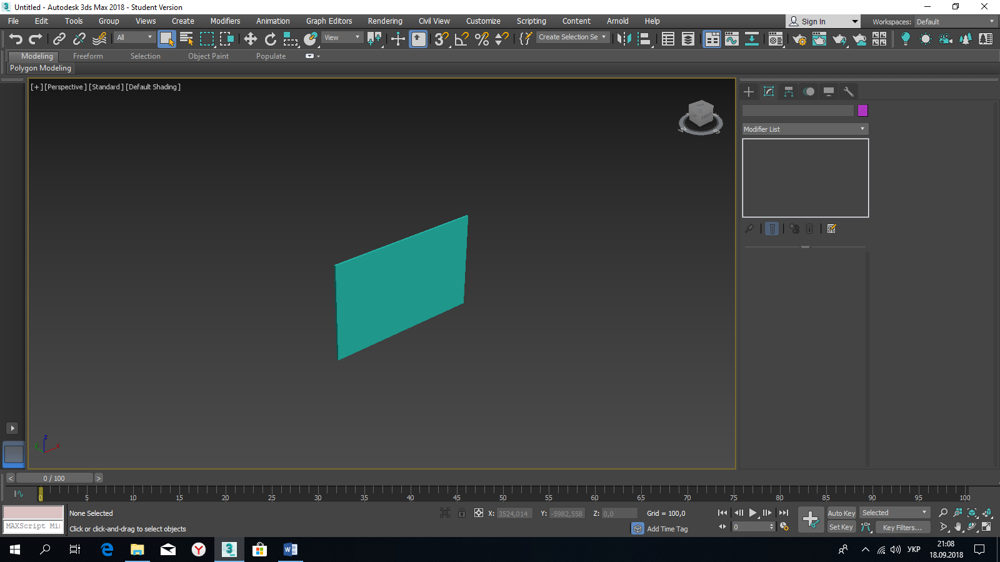 Untitled - Autodesk 3ds Max 2018 - Student Version
File Edit Tools Group Views Create Modifiers Animation Graph Editors Rendering Civil View Customize Scripting Content Arnold Help Sign In Workspaces: Default
All View Create Selection Se
Modeling Freeform Selection Object Paint Populate
Polygon Modeling
[+] [Perspective] [Standard] [Default Shading]
Modifier List
0 / 100
0 5 10 15 20 25 30 35 40 45 50 55 60 65 70 75 80 85 90 95 100
None Selected X: 3524,014 Y: -5982,558 Z: 0,0 Grid = 100,0 Auto Key Selected
MAXScript Mi
Click or click-and-drag to select objects Add Time Tag 0 Set Key Key Filters...
УКР 21:08
18.09.2018